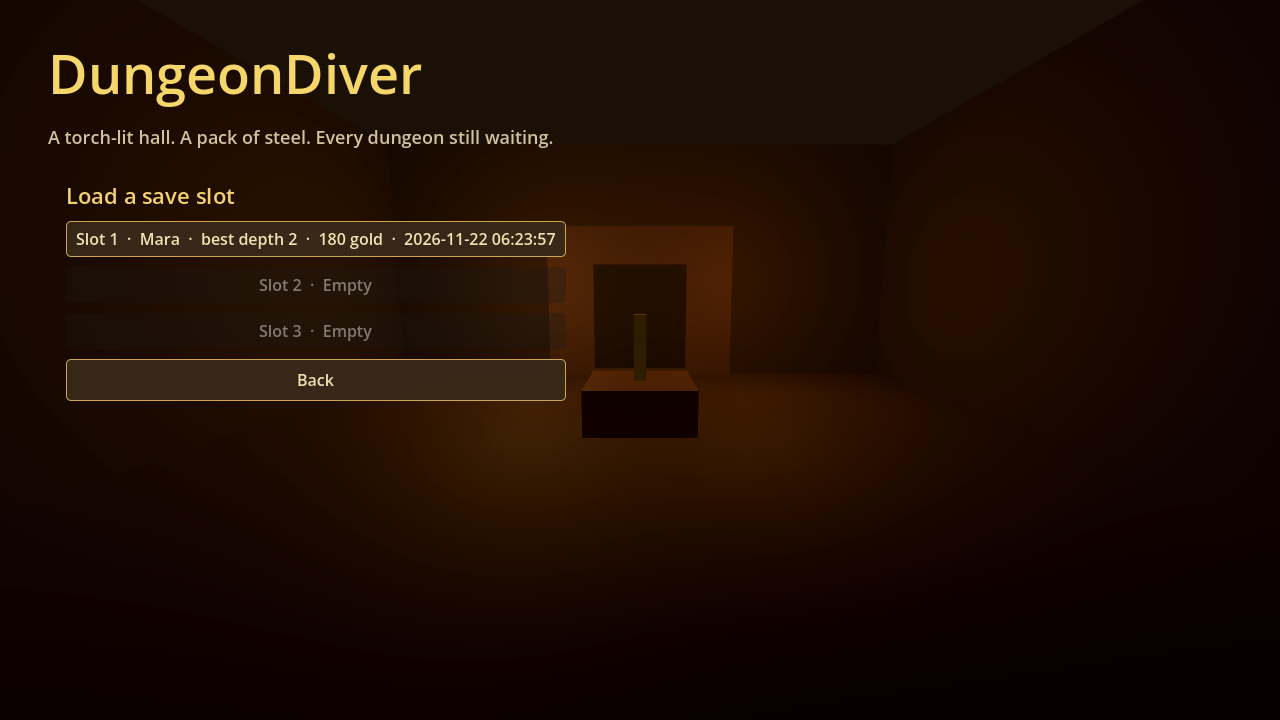 DungeonDiver
A torch-lit hall. A pack of steel. Every dungeon still waiting.
Load a save slot
Slot 1 · Mara · best depth 2 · 180 gold · 2026-11-22 06:23:57
Slot 2 · Empty
Slot 3 · Empty
Back